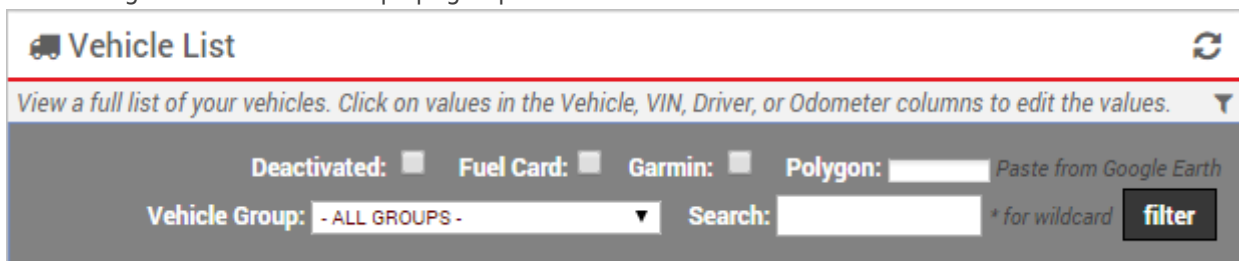 Vehicle List
View a full list of your vehicles. Click on values in the Vehicle, VIN, Driver, or Odometer columns to edit the values.
Deactivated: Fuel Card: Garmin: Polygon: Paste from Google Earth
Vehicle Group: - ALL GROUPS - Search: * for wildcard filter